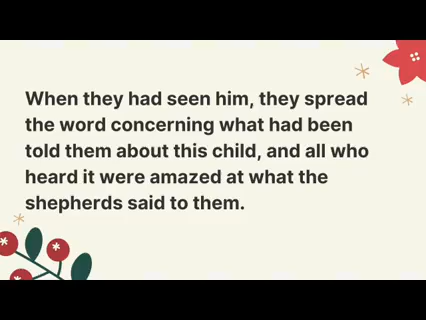 When they had seen him, they spread
the word concerning what had been
told them about this child, and all who
heard it were amazed at what the
shepherds said to them.